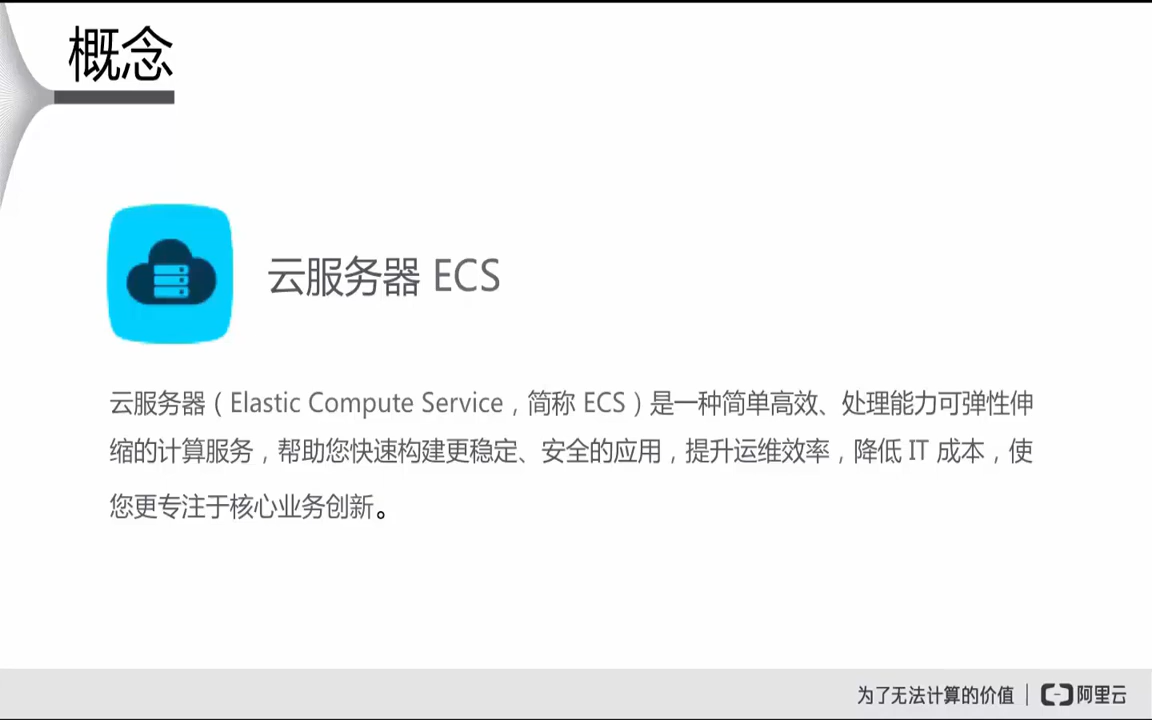 概念
云服务器 ECS
云服务器（Elastic Compute Service，简称 ECS）是一种简单高效、处理能力可弹性伸
缩的计算服务，帮助您快速构建更稳定、安全的应用，提升运维效率，降低 IT 成本，使
您更专注于核心业务创新。
为了无法计算的价值 | 阿里云